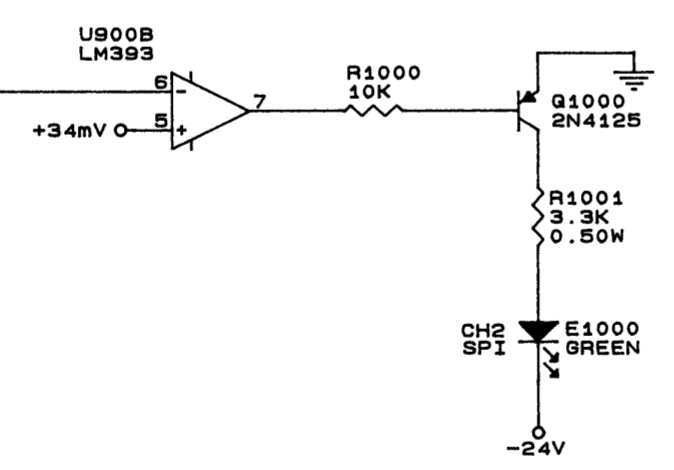 U900B
LM393
6
-
7
+34mV
5
+
R1000
10K
Q1000
2N4125
R1001
3.3K
0.50W
CH2
SPI
E1000
GREEN
-24V